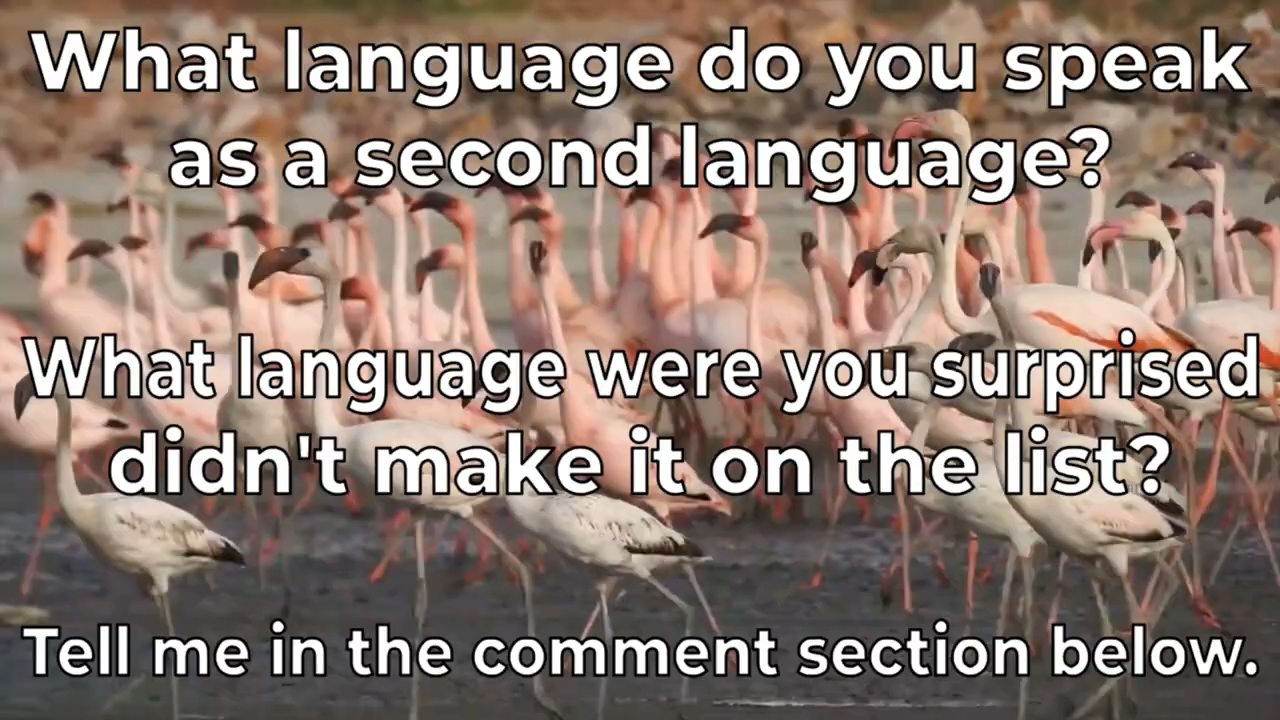 What language do you speak
as a second language?
What language were you surprised
didn't make it on the list?
Tell me in the comment section below.